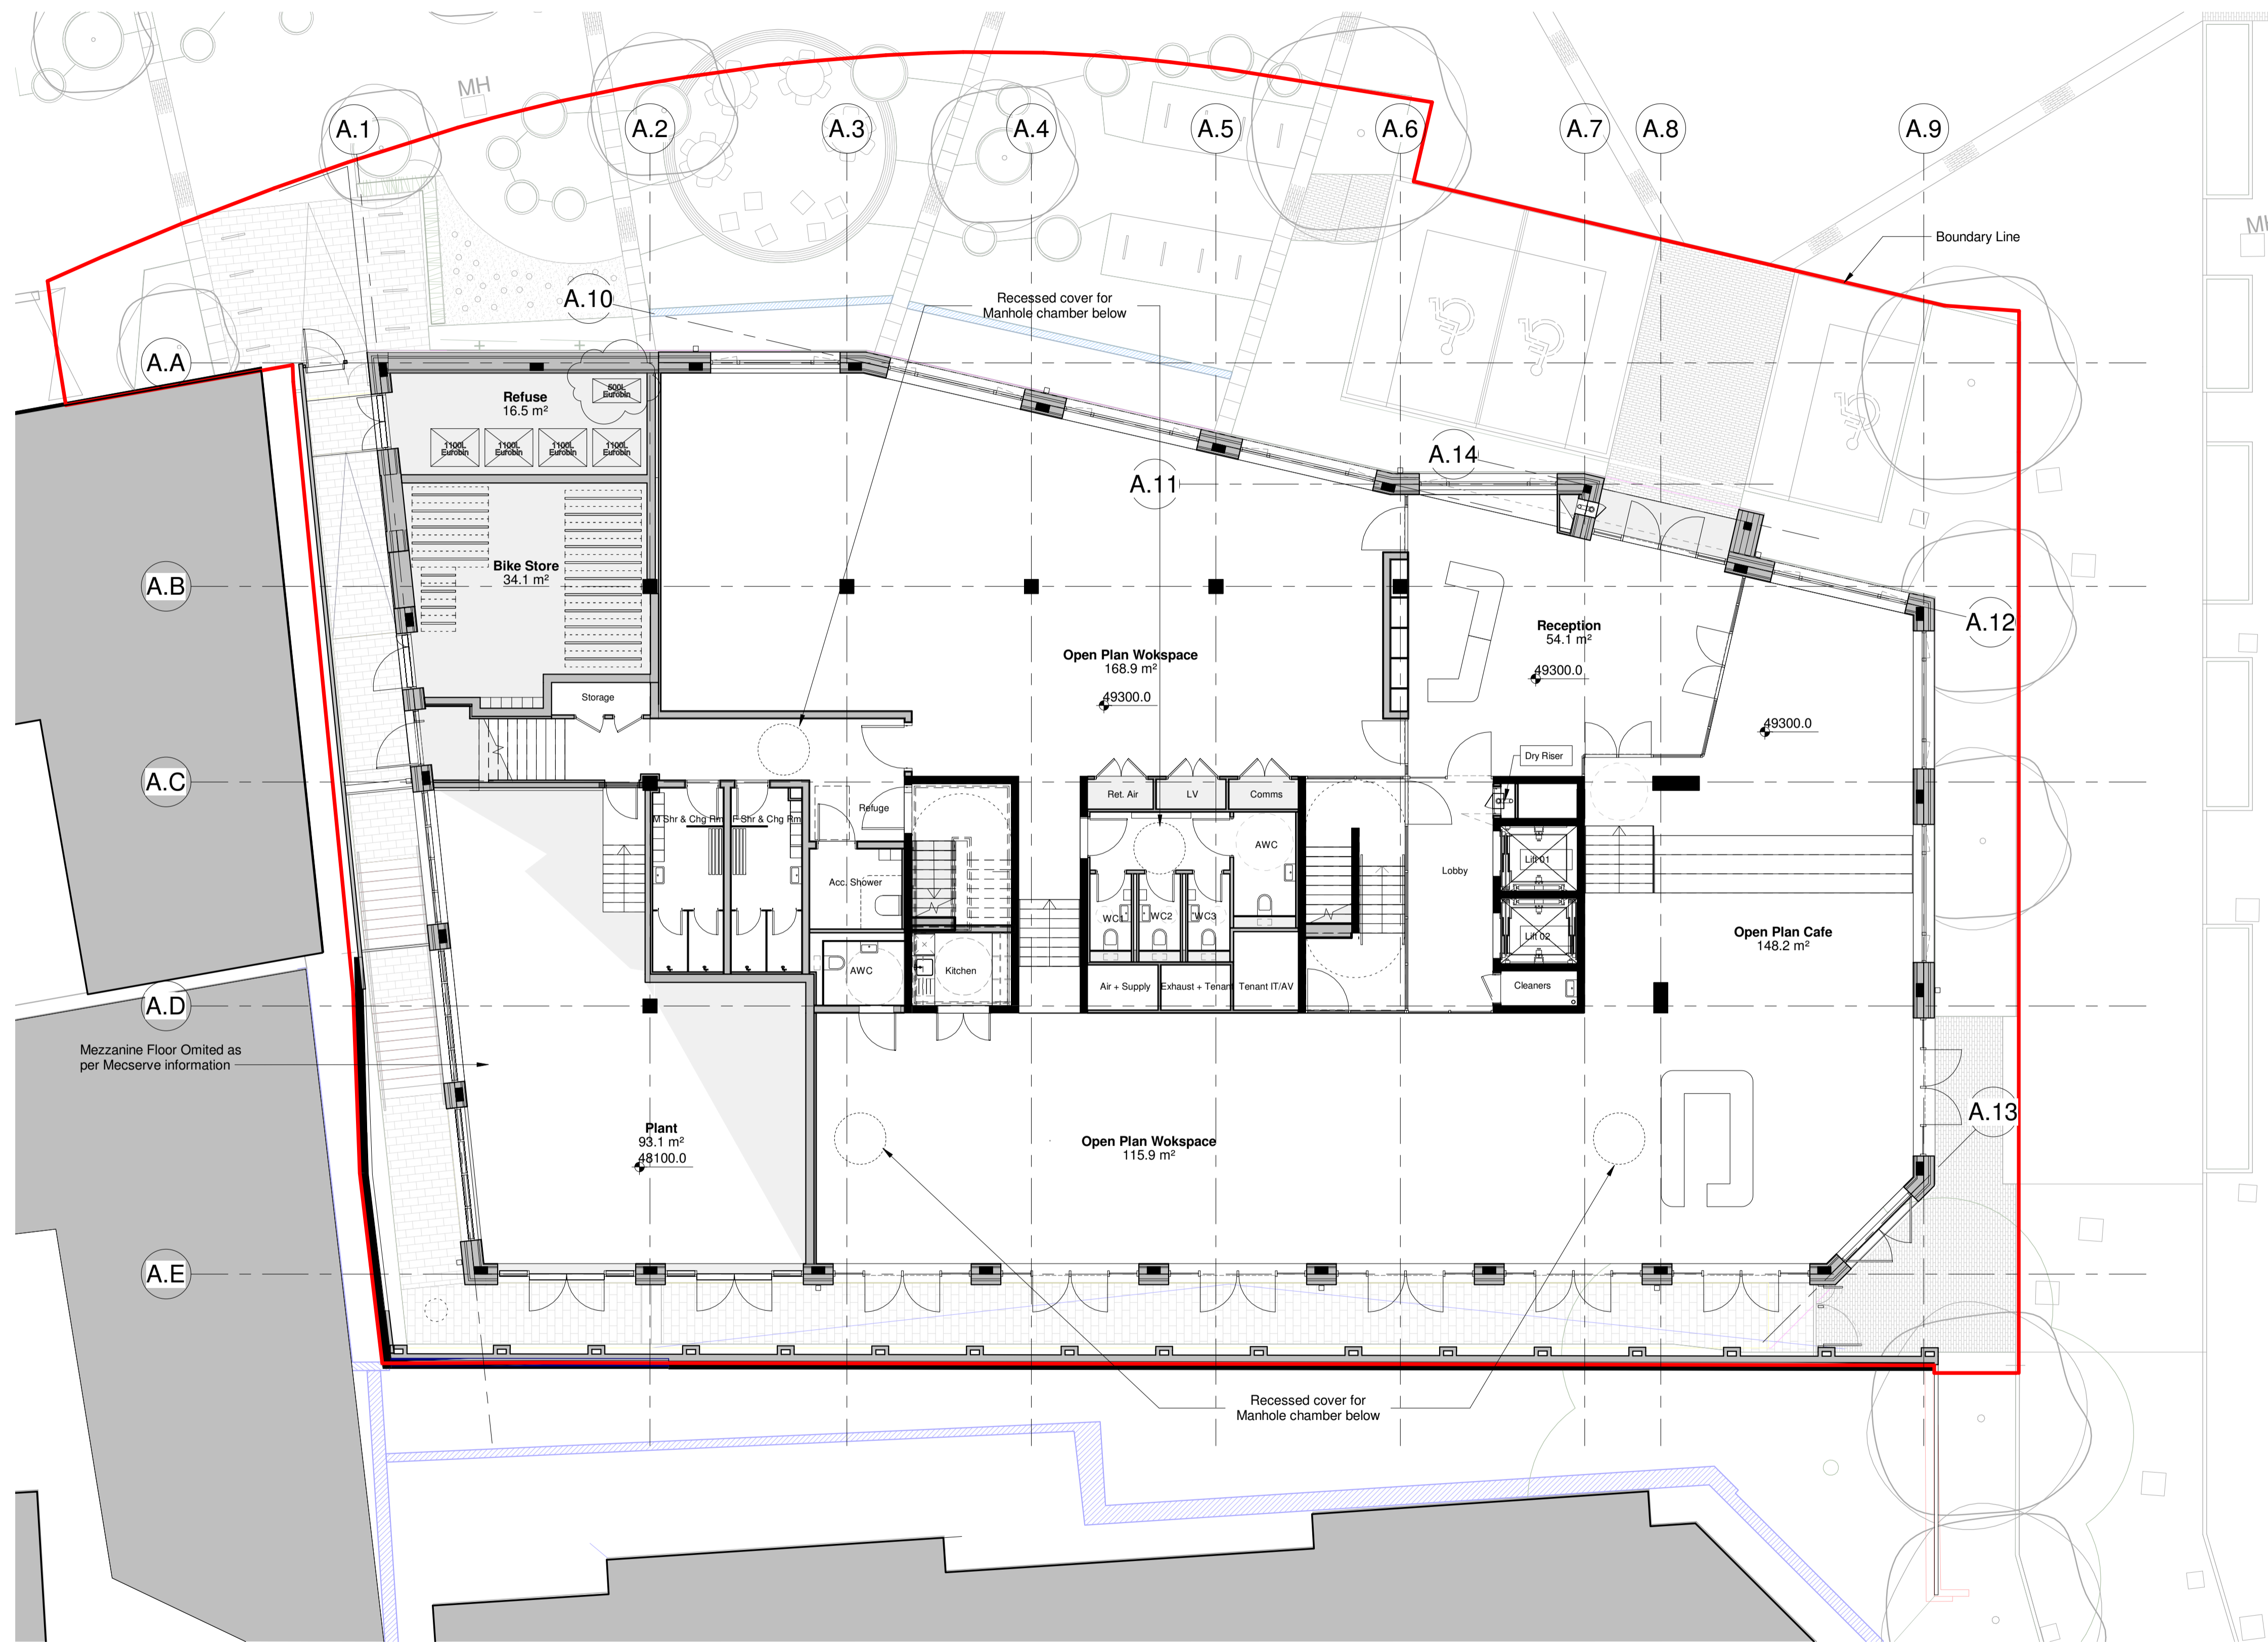 MH
A.1
A.2
A.3
A.4
A.5
A.6
A.7
A.8
A.9
MH
Boundary Line
A.10
Recessed cover for
Manhole chamber below
A.A
Refuse
16.5 m²
500L
Eurobin
1100L
Eurobin
1100L
Eurobin
1100L
Eurobin
1100L
Eurobin
A.14
A.11
Bike Store
34.1 m²
A.B
A.12
Reception
54.1 m²
49300.0
Open Plan Wokspace
168.9 m²
49300.0
Storage
49300.0
Dry Riser
A.C
Ret. Air
LV
Comms
Refuge
M Shr & Chg Rm
F Shr & Chg Rm
AWC
Lift 01
Lobby
Acc. Shower
WC1
WC2
WC3
Open Plan Cafe
148.2 m²
Lift 02
AWC
Kitchen
Air + Supply
Exhaust + Tenant
Tenant IT/AV
Cleaners
A.D
Mezzanine Floor Omited as
per Mecserve information
A.13
Plant
93.1 m²
48100.0
Open Plan Wokspace
115.9 m²
A.E
Recessed cover for
Manhole chamber below